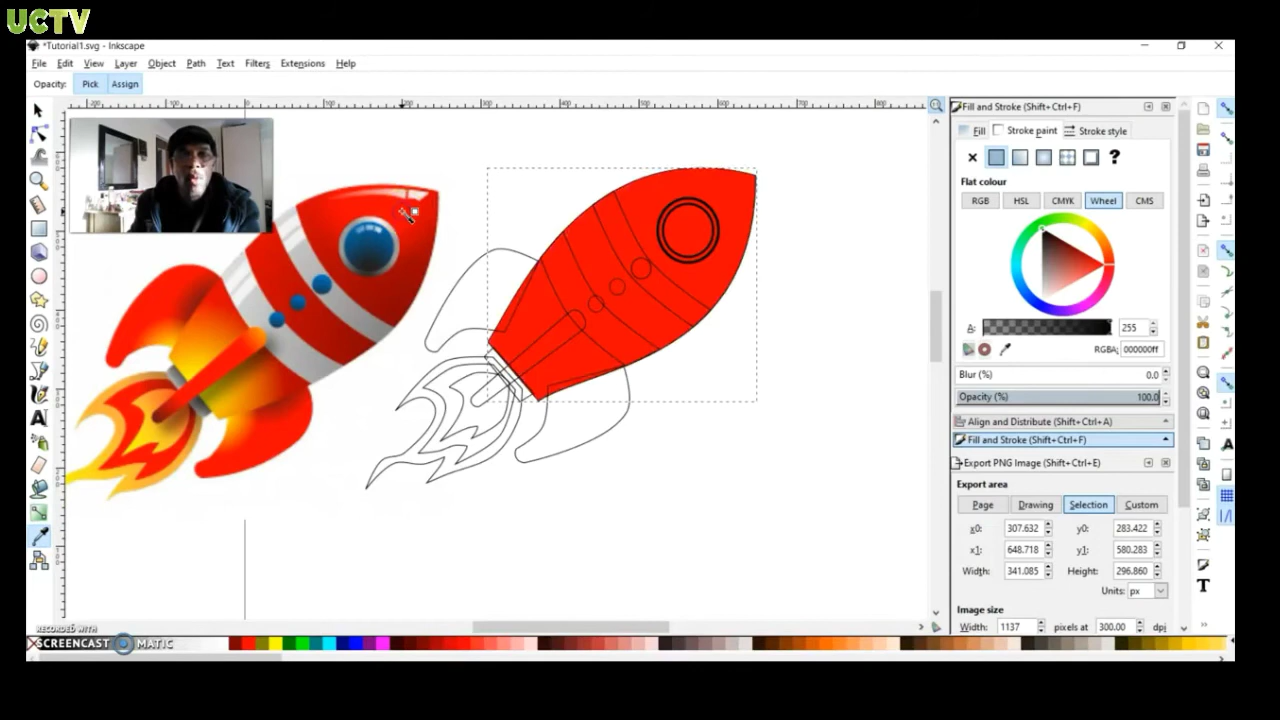 UCTV
*Tutorial1.svg - Inkscape
File Edit View Layer Object Path Text Filters Extensions Help
Opacity: Pick Assign
Fill and Stroke (Shift+Ctrl+F)
Fill Stroke paint Stroke style
?
Flat colour
RGB HSL CMYK Wheel CMS
A: 255
RGBA: 000000ff
Blur (%) 0.0
Opacity (%) 100.0
Align and Distribute (Shift+Ctrl+A)
Fill and Stroke (Shift+Ctrl+F)
Export PNG Image (Shift+Ctrl+E)
Export area
Page Drawing Selection Custom
x0: 307.632 y0: 283.422
x1: 648.718 y1: 580.283
Width: 341.085 Height: 296.860
Units: px
Image size
Width: 1137 pixels at 300.00 dpi
RECORDED WITH
SCREENCAST MATIC